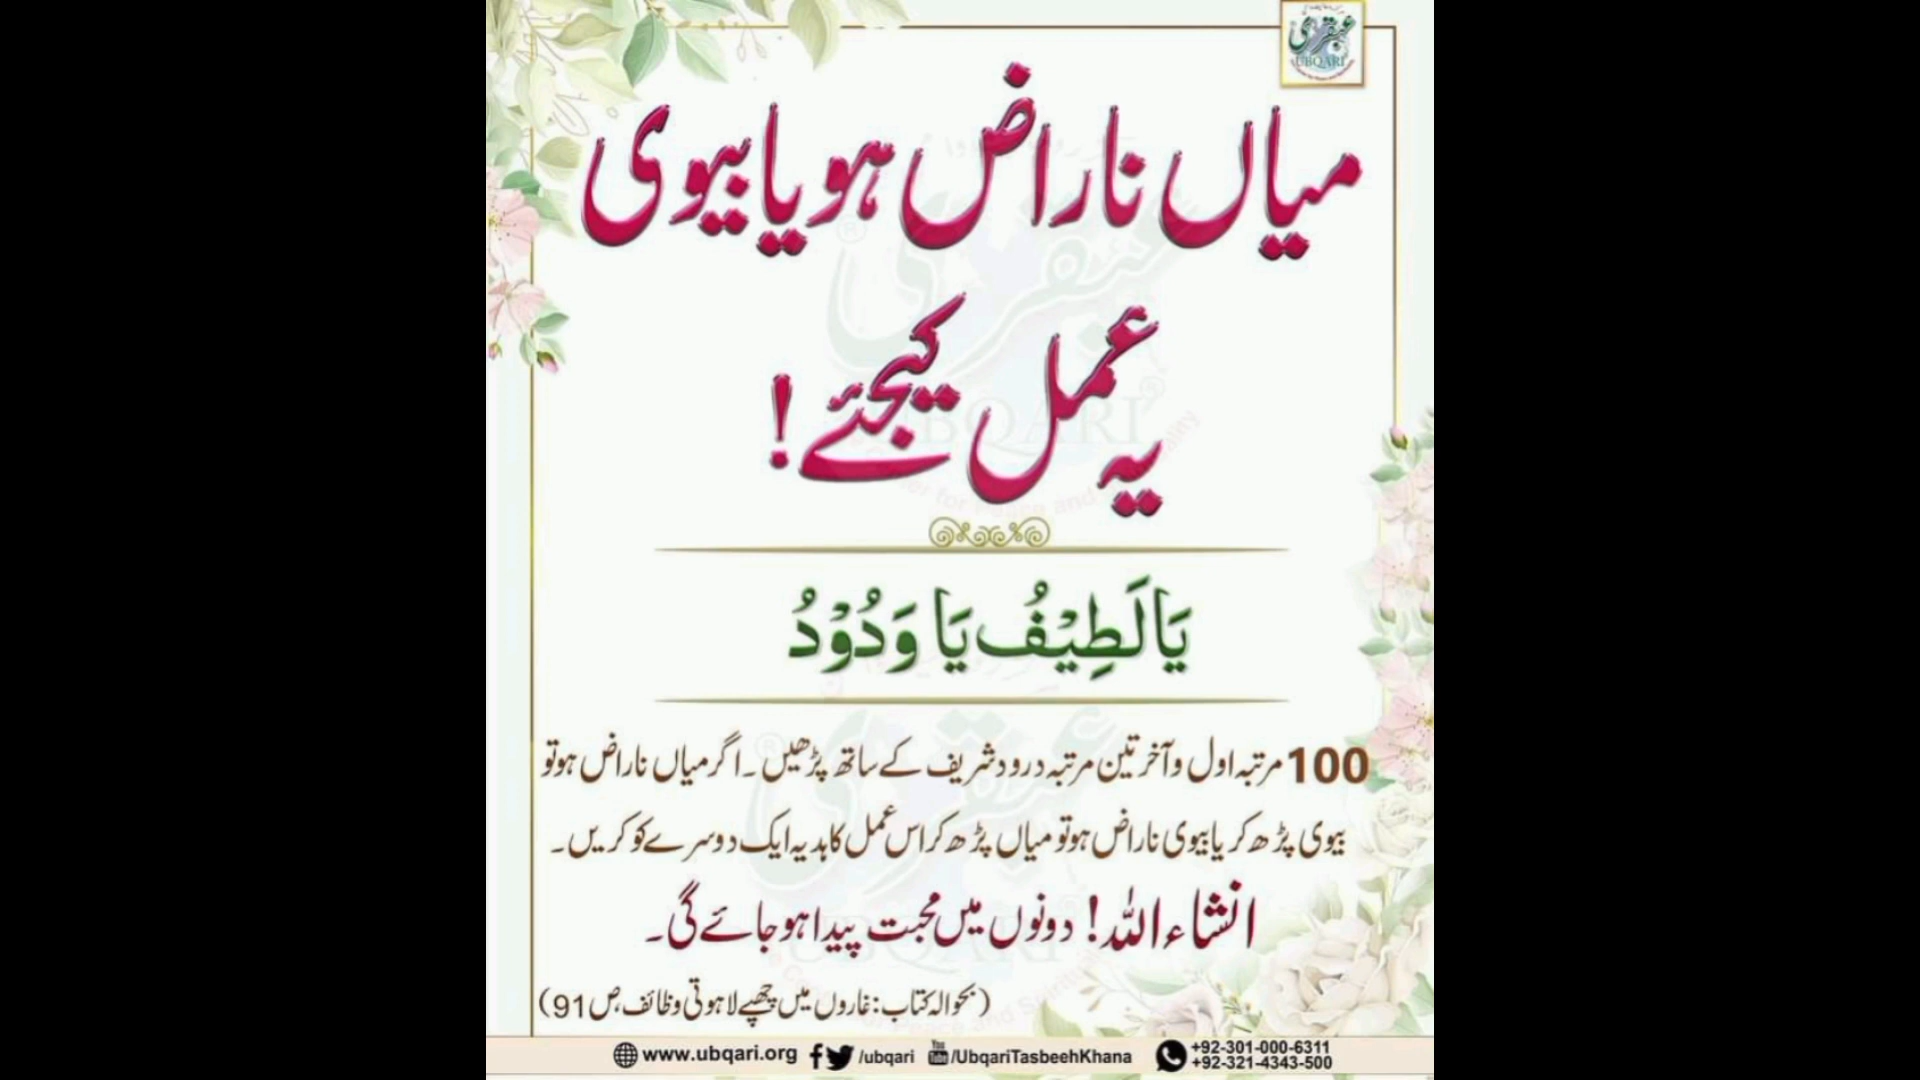 عبقری
UBQARI
میاں ناراض ہو یا بیوی
یہ عمل کیجئے!
یَا لَطِیْفُ یَا وَدُوْدُ
100 مرتبہ اول و آخر تین مرتبہ درود شریف کے ساتھ پڑھیں۔ اگر میاں ناراض ہو تو
بیوی پڑھ کر یا بیوی ناراض ہو تو میاں پڑھ کر اس عمل کا ہدیہ ایک دوسرے کو کریں۔
انشاء اللہ! دونوں میں محبت پیدا ہو جائے گی۔
(بحوالہ کتاب: غاروں میں چھپے لاہوتی وظائف، ص 91)
www.ubqari.org /ubqari You Tube /UbqariTasbeehKhana +92-301-000-6311
+92-321-4343-500